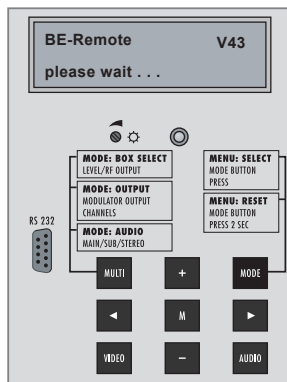 BE-Remote V43
please wait . . .
MODE: BOX SELECT
LEVEL/RF OUTPUT
MODE: OUTPUT
MODULATOR OUTPUT
CHANNELS
MODE: AUDIO
MAIN/SUB/STEREO
MENU: SELECT
MODE BUTTON
PRESS
MENU: RESET
MODE BUTTON
PRESS 2 SEC
RS 232
MULTI + MODE
◄ M ►
VIDEO – AUDIO